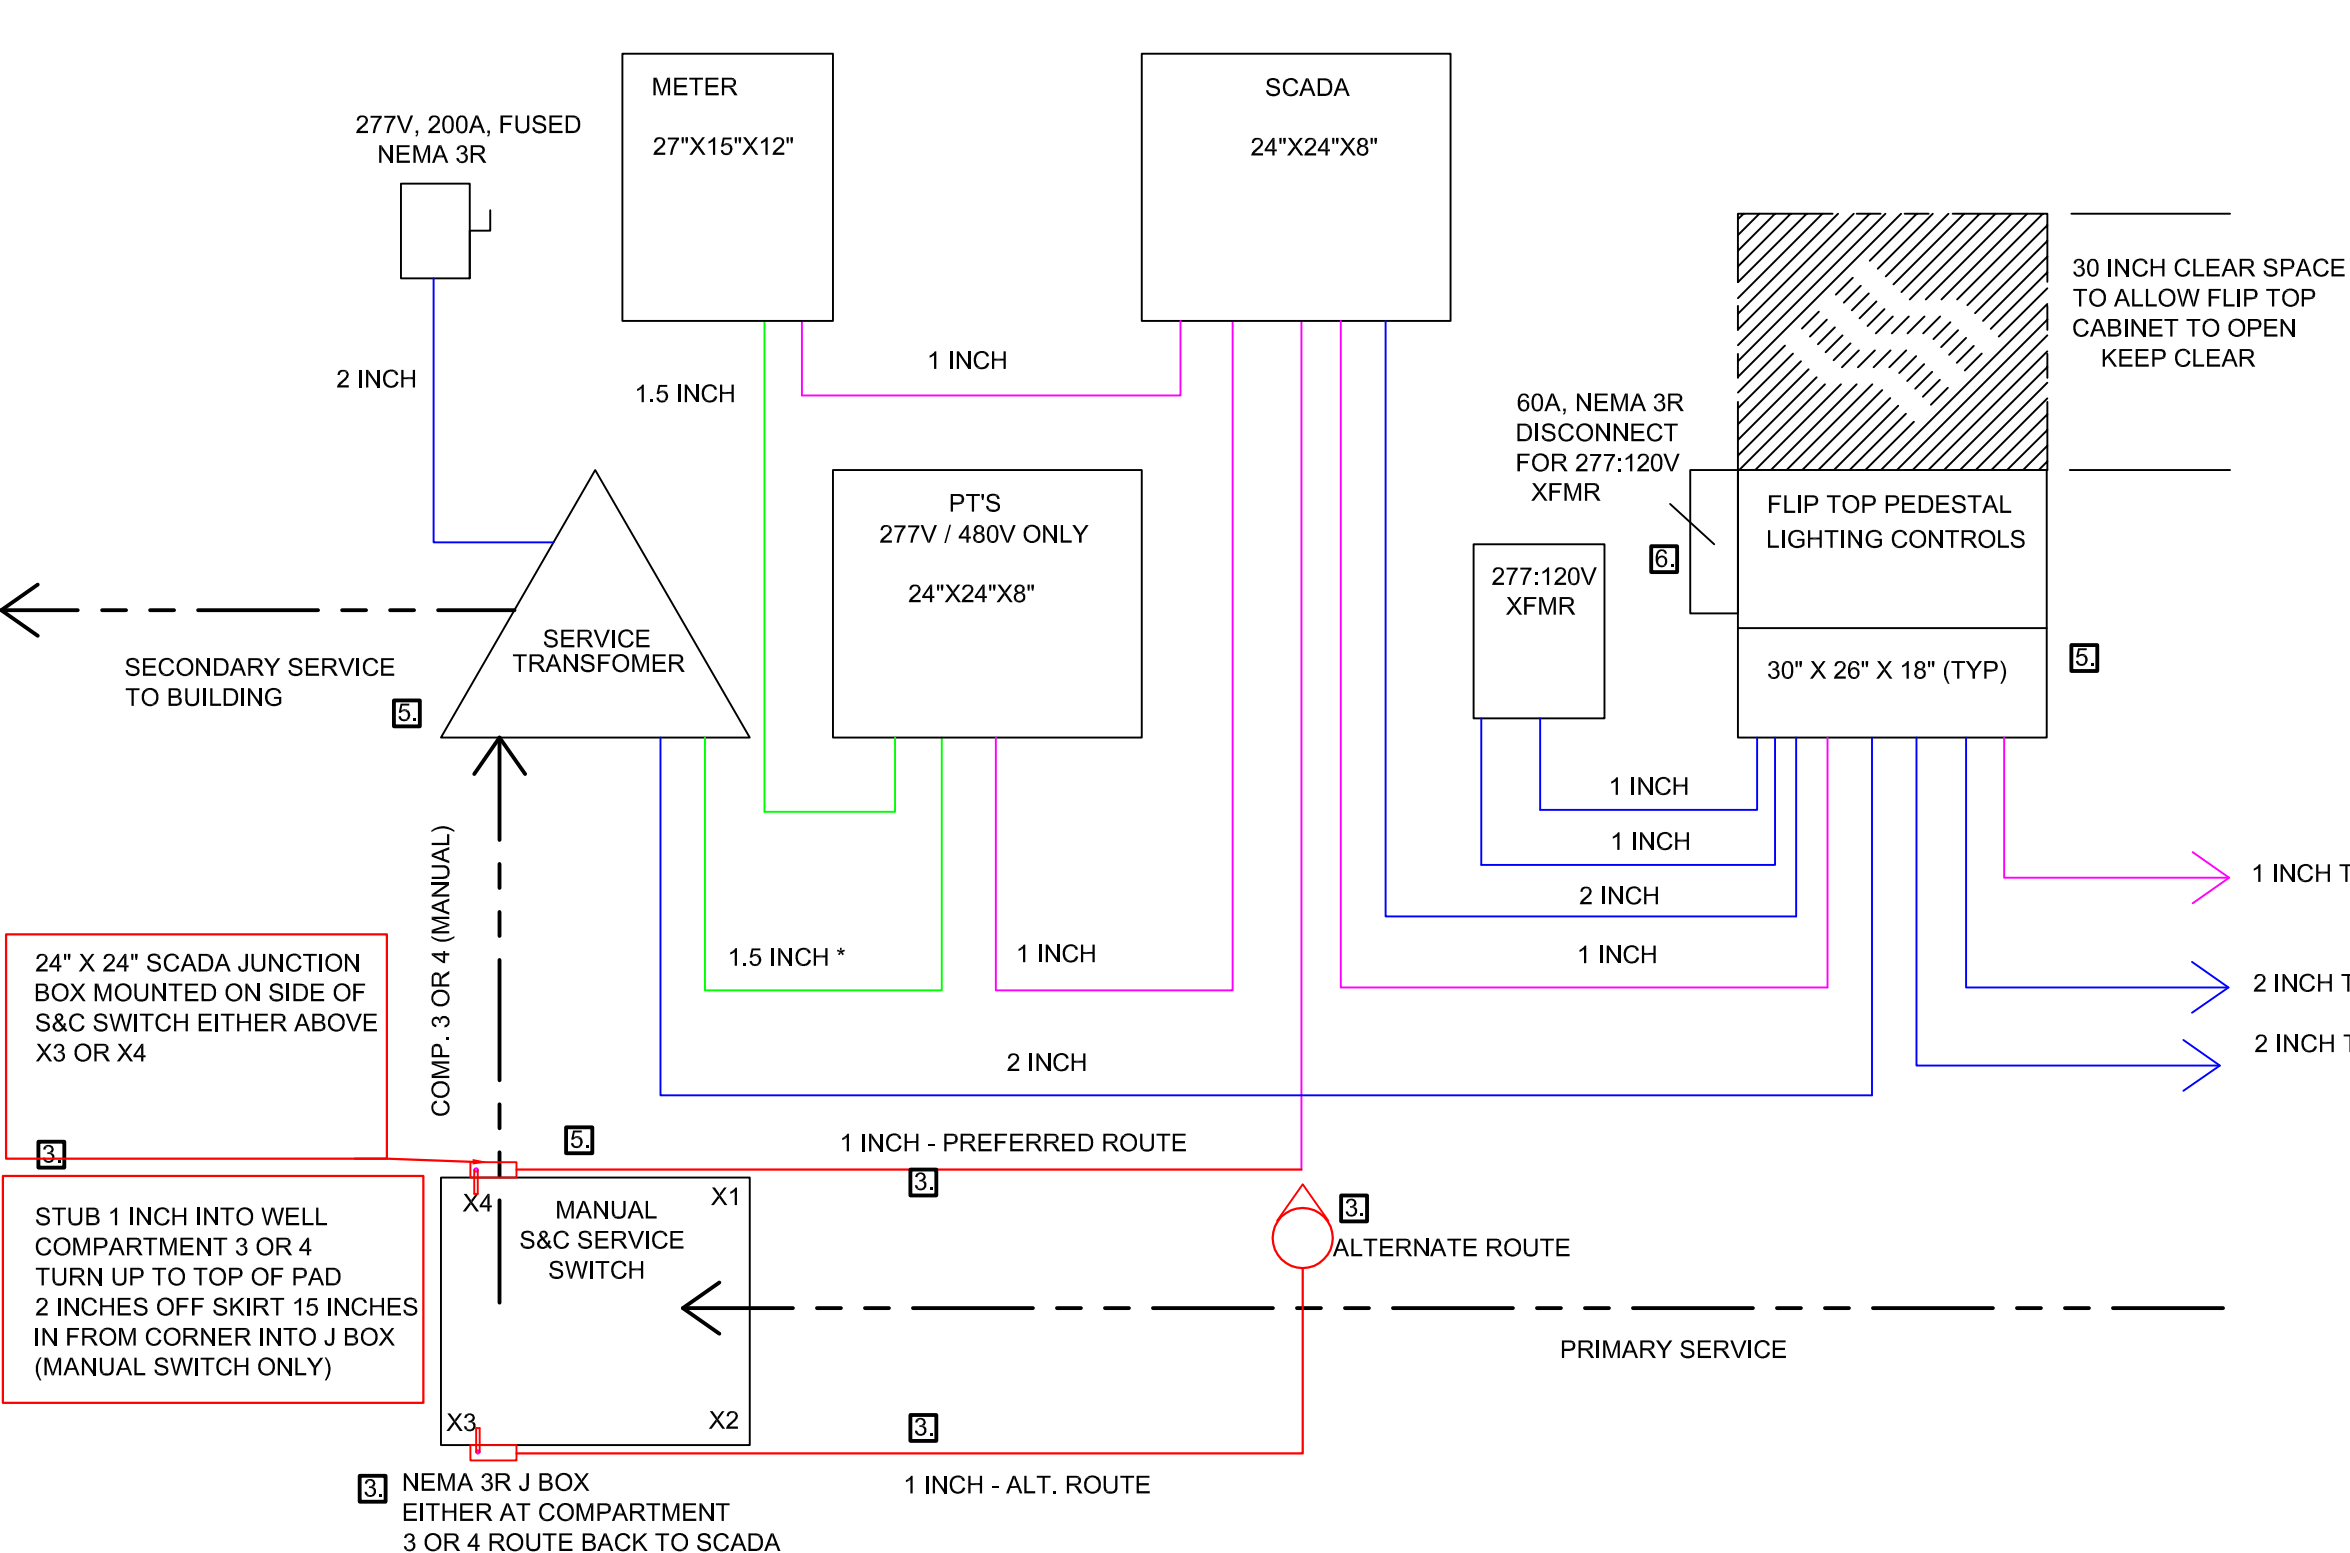 METER
27"X15"X12"
SCADA
24"X24"X8"
277V, 200A, FUSED
NEMA 3R
2 INCH
1.5 INCH
1 INCH
30 INCH CLEAR SPACE
TO ALLOW FLIP TOP
CABINET TO OPEN
KEEP CLEAR
60A, NEMA 3R
DISCONNECT
FOR 277:120V
XFMR
6.
PT'S
277V / 480V ONLY
24"X24"X8"
277:120V
XFMR
FLIP TOP PEDESTAL
LIGHTING CONTROLS
30" X 26" X 18" (TYP)
5.
SERVICE
TRANSFOMER
SECONDARY SERVICE
TO BUILDING
5.
1 INCH
1 INCH
2 INCH
1 INCH
1 INCH T
2 INCH T
2 INCH T
COMP. 3 OR 4 (MANUAL)
1.5 INCH *
1 INCH
2 INCH
24" X 24" SCADA JUNCTION
BOX MOUNTED ON SIDE OF
S&C SWITCH EITHER ABOVE
X3 OR X4
3.
5.
1 INCH - PREFERRED ROUTE
3.
STUB 1 INCH INTO WELL
COMPARTMENT 3 OR 4
TURN UP TO TOP OF PAD
2 INCHES OFF SKIRT 15 INCHES
IN FROM CORNER INTO J BOX
(MANUAL SWITCH ONLY)
X4
X1
MANUAL
S&C SERVICE
SWITCH
X3
X2
3.
ALTERNATE ROUTE
PRIMARY SERVICE
3.
1 INCH - ALT. ROUTE
3.
NEMA 3R J BOX
EITHER AT COMPARTMENT
3 OR 4 ROUTE BACK TO SCADA